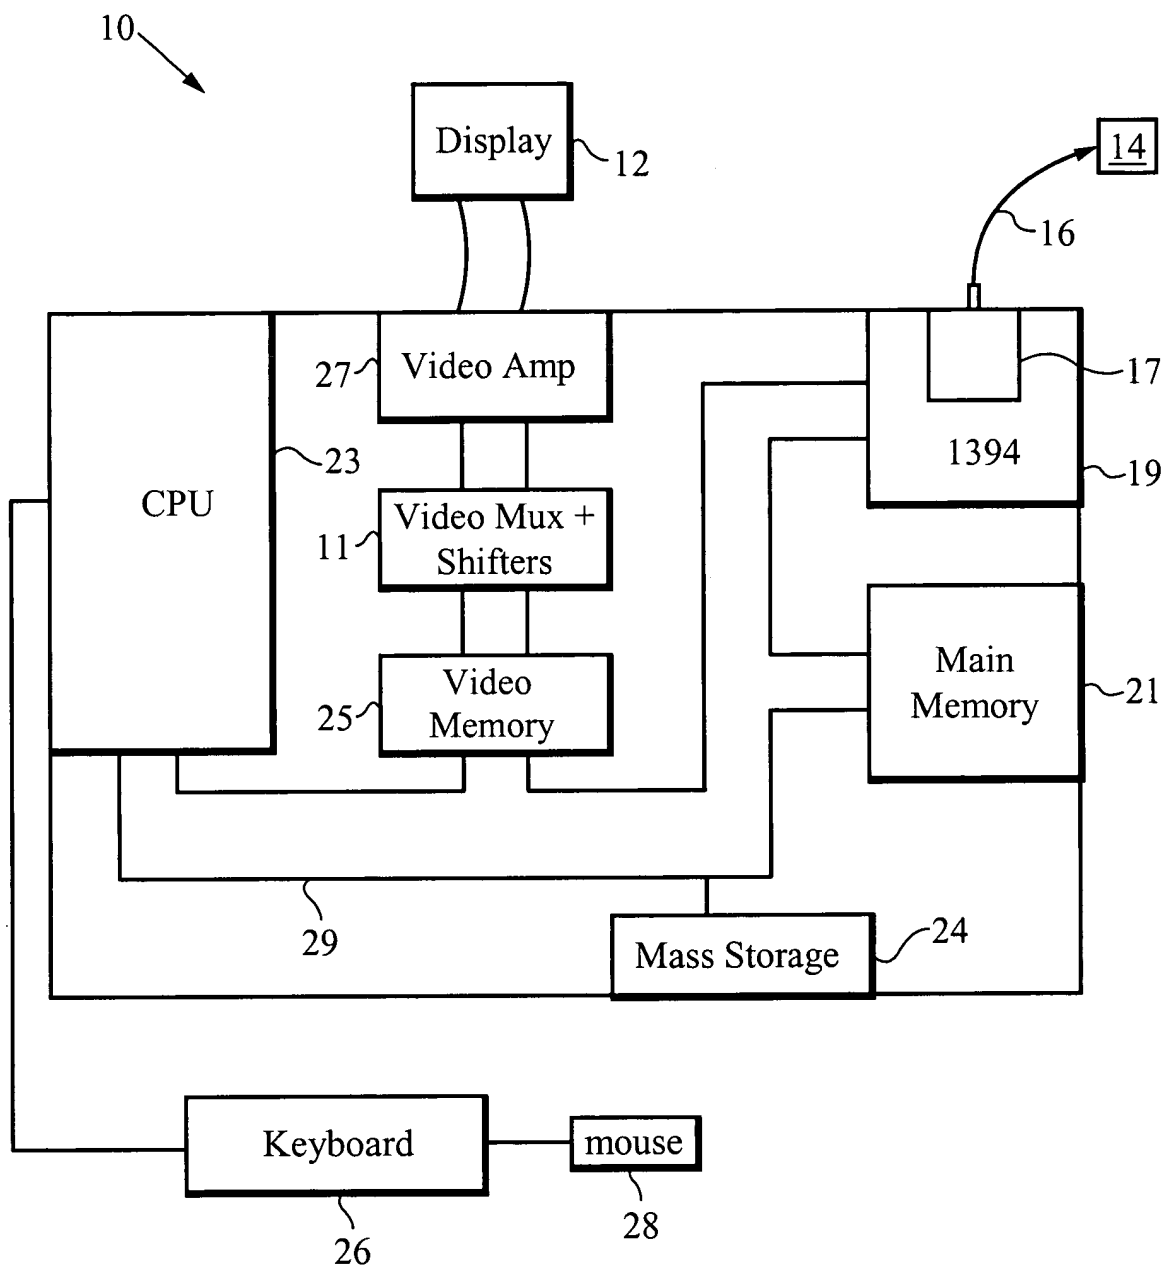 10
Display
12
14
16
27
Video Amp
17
23
CPU
1394
19
11
Video Mux +
Shifters
25
Video
Memory
Main
Memory
21
29
Mass Storage
24
Keyboard
mouse
26
28